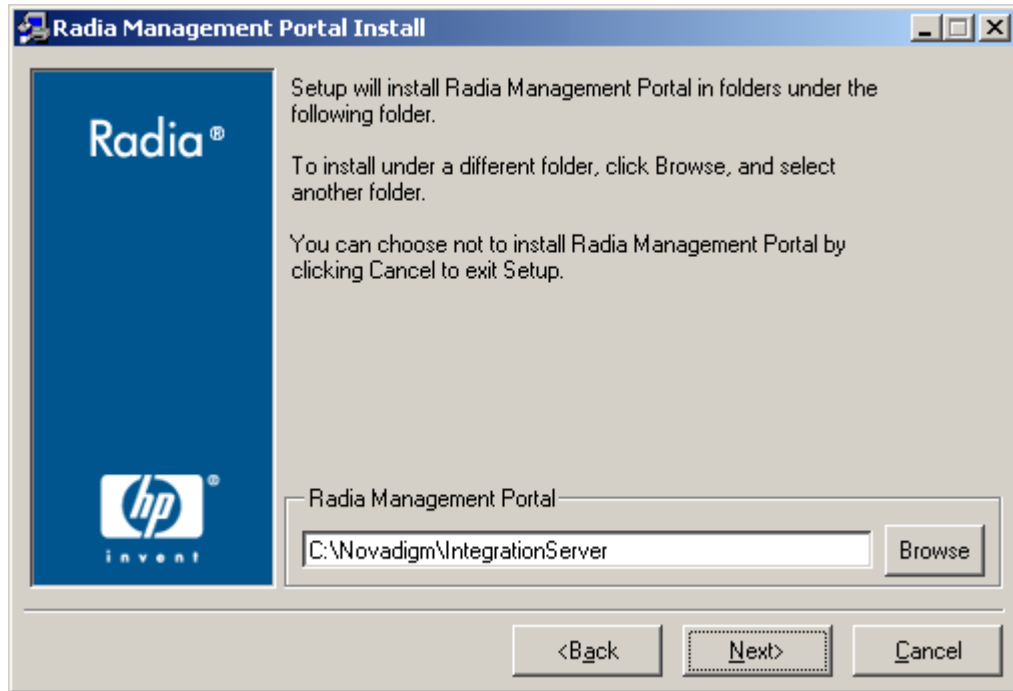 Radia Management Portal Install
Radia®
Setup will install Radia Management Portal in folders under the
following folder.
To install under a different folder, click Browse, and select
another folder.
You can choose not to install Radia Management Portal by
clicking Cancel to exit Setup.
hp®
invent
Radia Management Portal
C:\Novadigm\IntegrationServer
Browse
<Back
Next>
Cancel